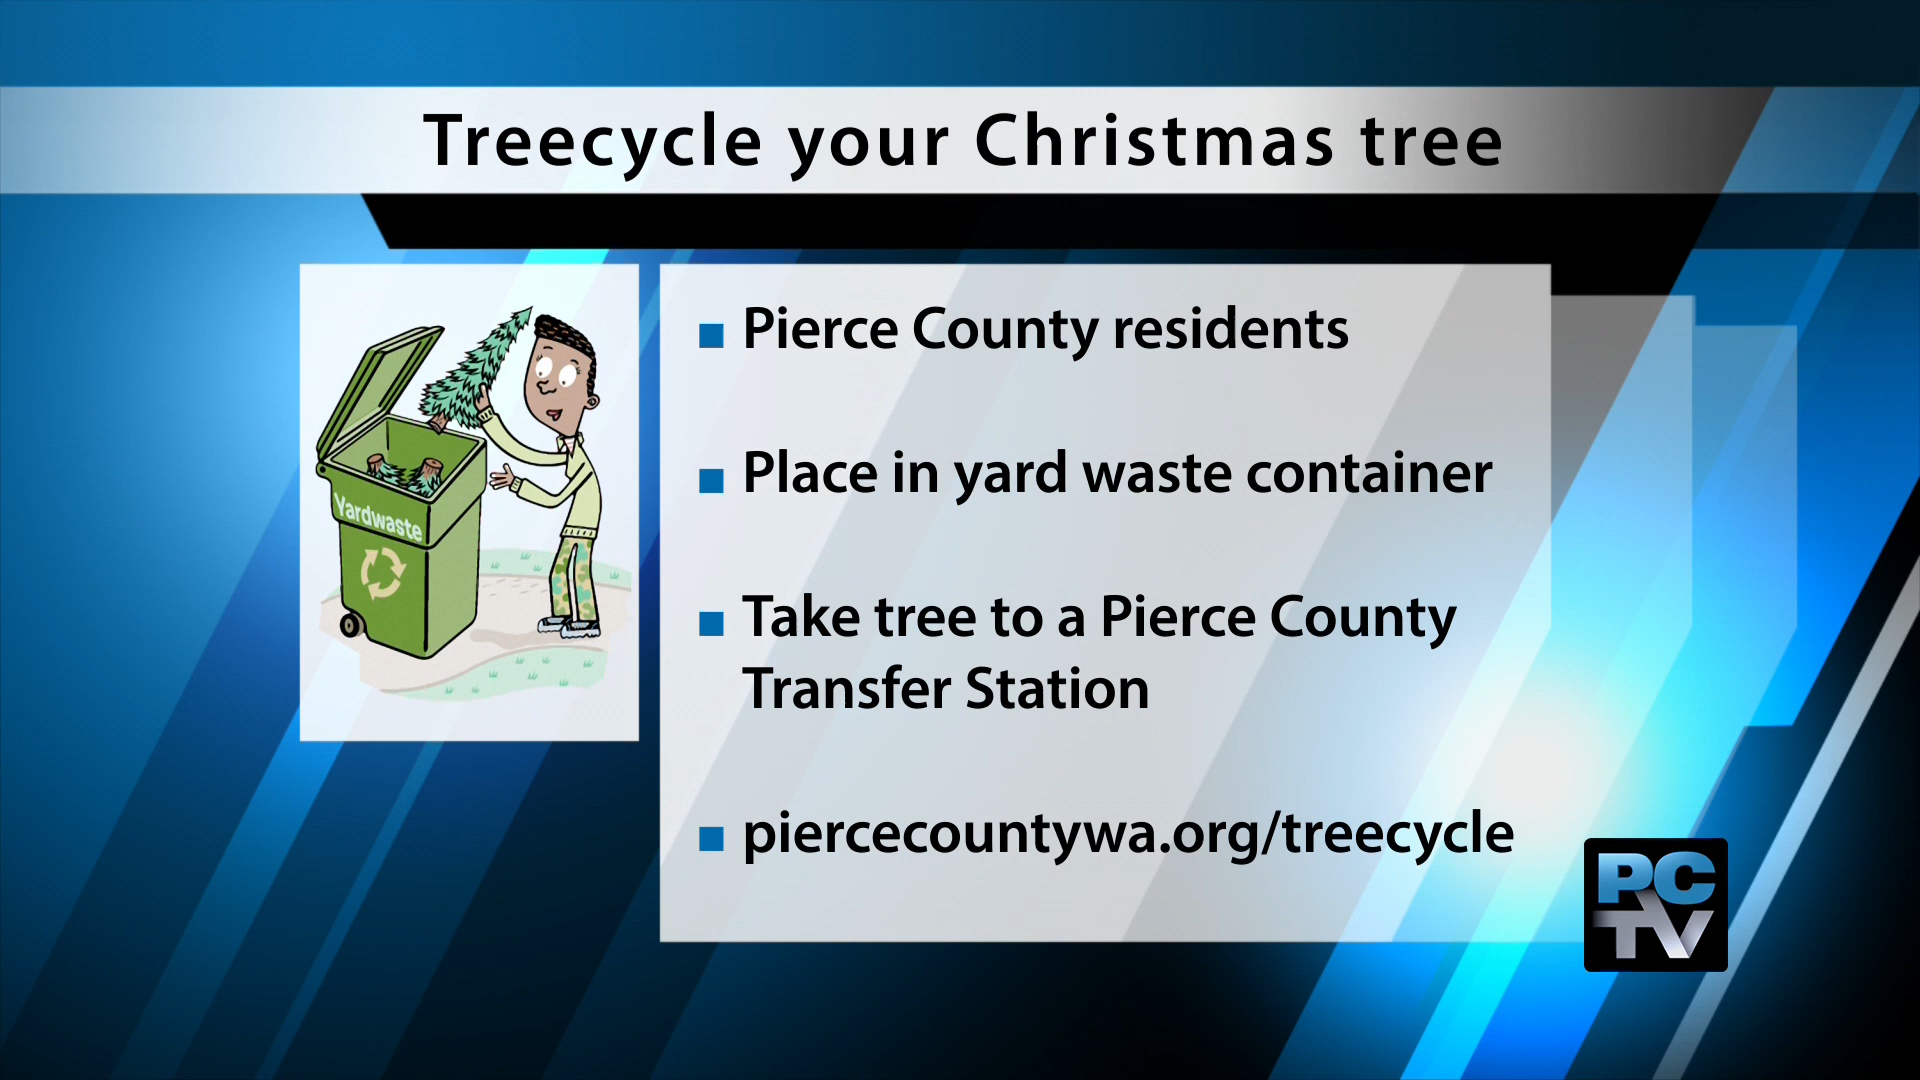 Treecycle your Christmas tree
Yardwaste
Pierce County residents
Place in yard waste container
Take tree to a Pierce County
Transfer Station
piercecountywa.org/treecycle
PC
TV